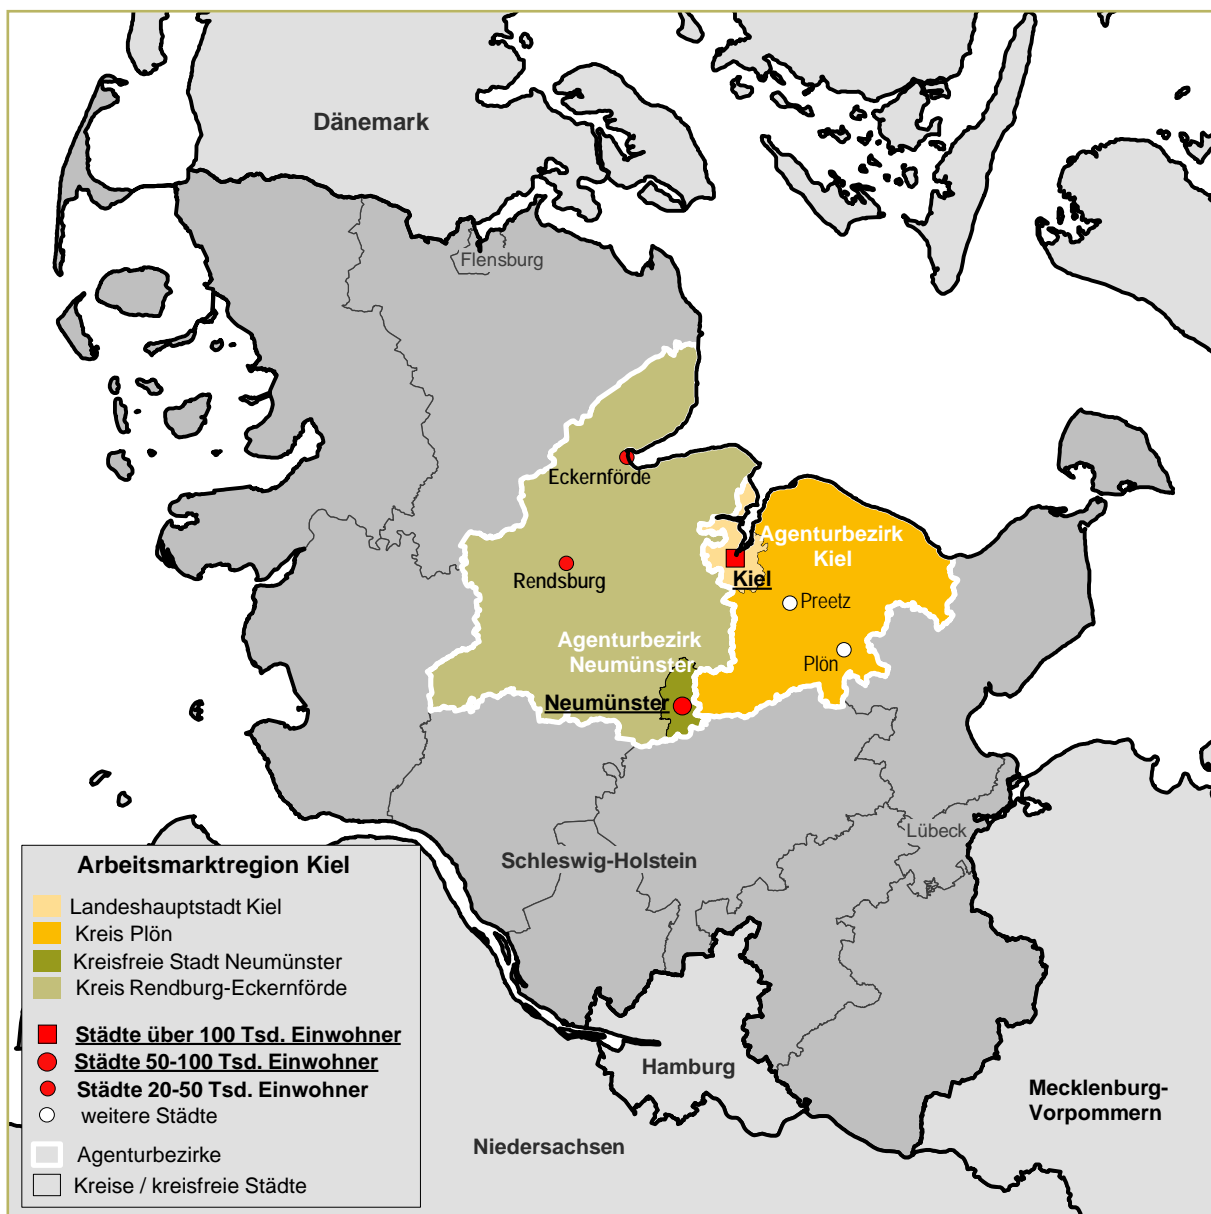 Dänemark
Flensburg
Eckernförde
Agenturbezirk
Kiel
Rendsburg
Kiel
Preetz
Agenturbezirk
Neumünster
Plön
Neumünster
Lübeck
Schleswig-Holstein
Hamburg
Mecklenburg-
Vorpommern
Niedersachsen
Arbeitsmarktregion Kiel
Landeshauptstadt Kiel
Kreis Plön
Kreisfreie Stadt Neumünster
Kreis Rendburg-Eckernförde
Städte über 100 Tsd. Einwohner
Städte 50-100 Tsd. Einwohner
Städte 20-50 Tsd. Einwohner
weitere Städte
Agenturbezirke
Kreise / kreisfreie Städte